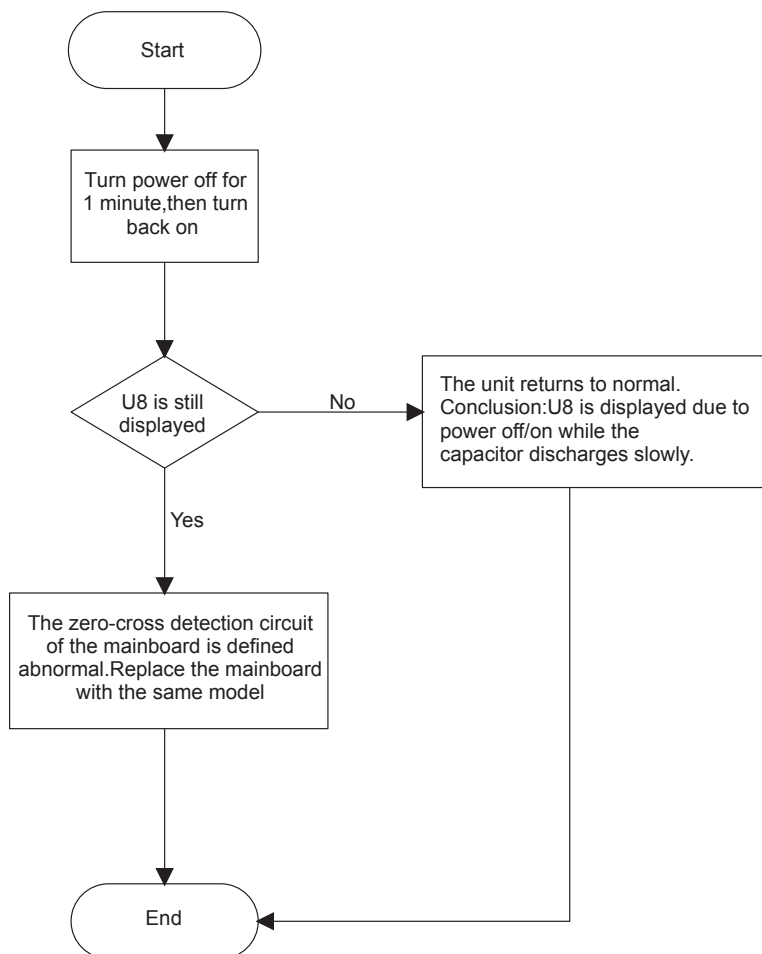 Start
Turn power off for
1 minute,then turn
back on
U8 is still
displayed
No
The unit returns to normal.
Conclusion:U8 is displayed due to
power off/on while the
capacitor discharges slowly.
Yes
The zero-cross detection circuit
of the mainboard is defined
abnormal.Replace the mainboard
with the same model
End